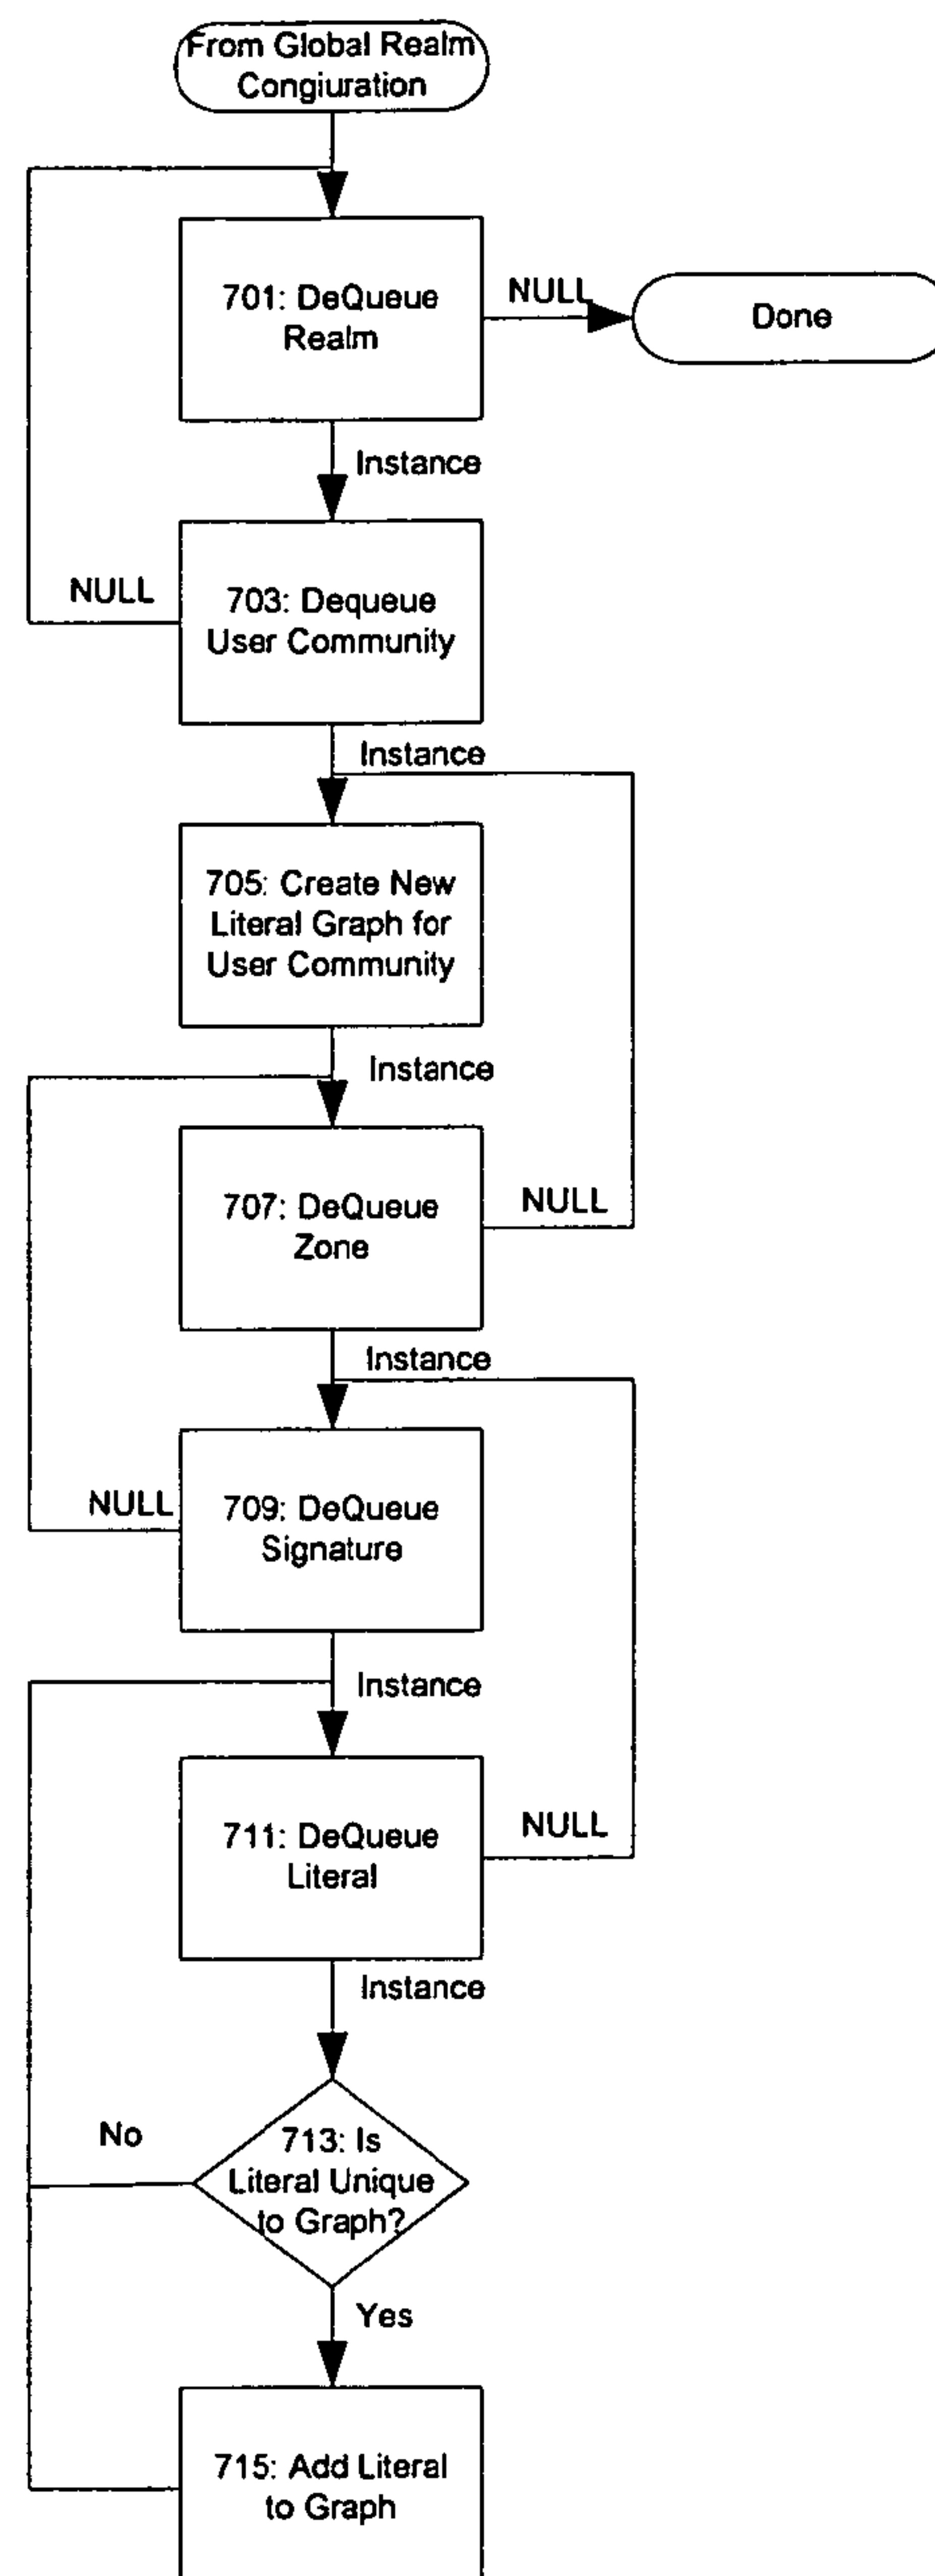 From Global Realm
Congiuration
701: DeQueue
Realm
NULL
Done
Instance
NULL
703: Dequeue
User Community
Instance
705: Create New
Literal Graph for
User Community
Instance
707: DeQueue
Zone
NULL
Instance
NULL
709: DeQueue
Signature
Instance
711: DeQueue
Literal
NULL
Instance
No
713: Is
Literal Unique
to Graph?
Yes
715: Add Literal
to Graph